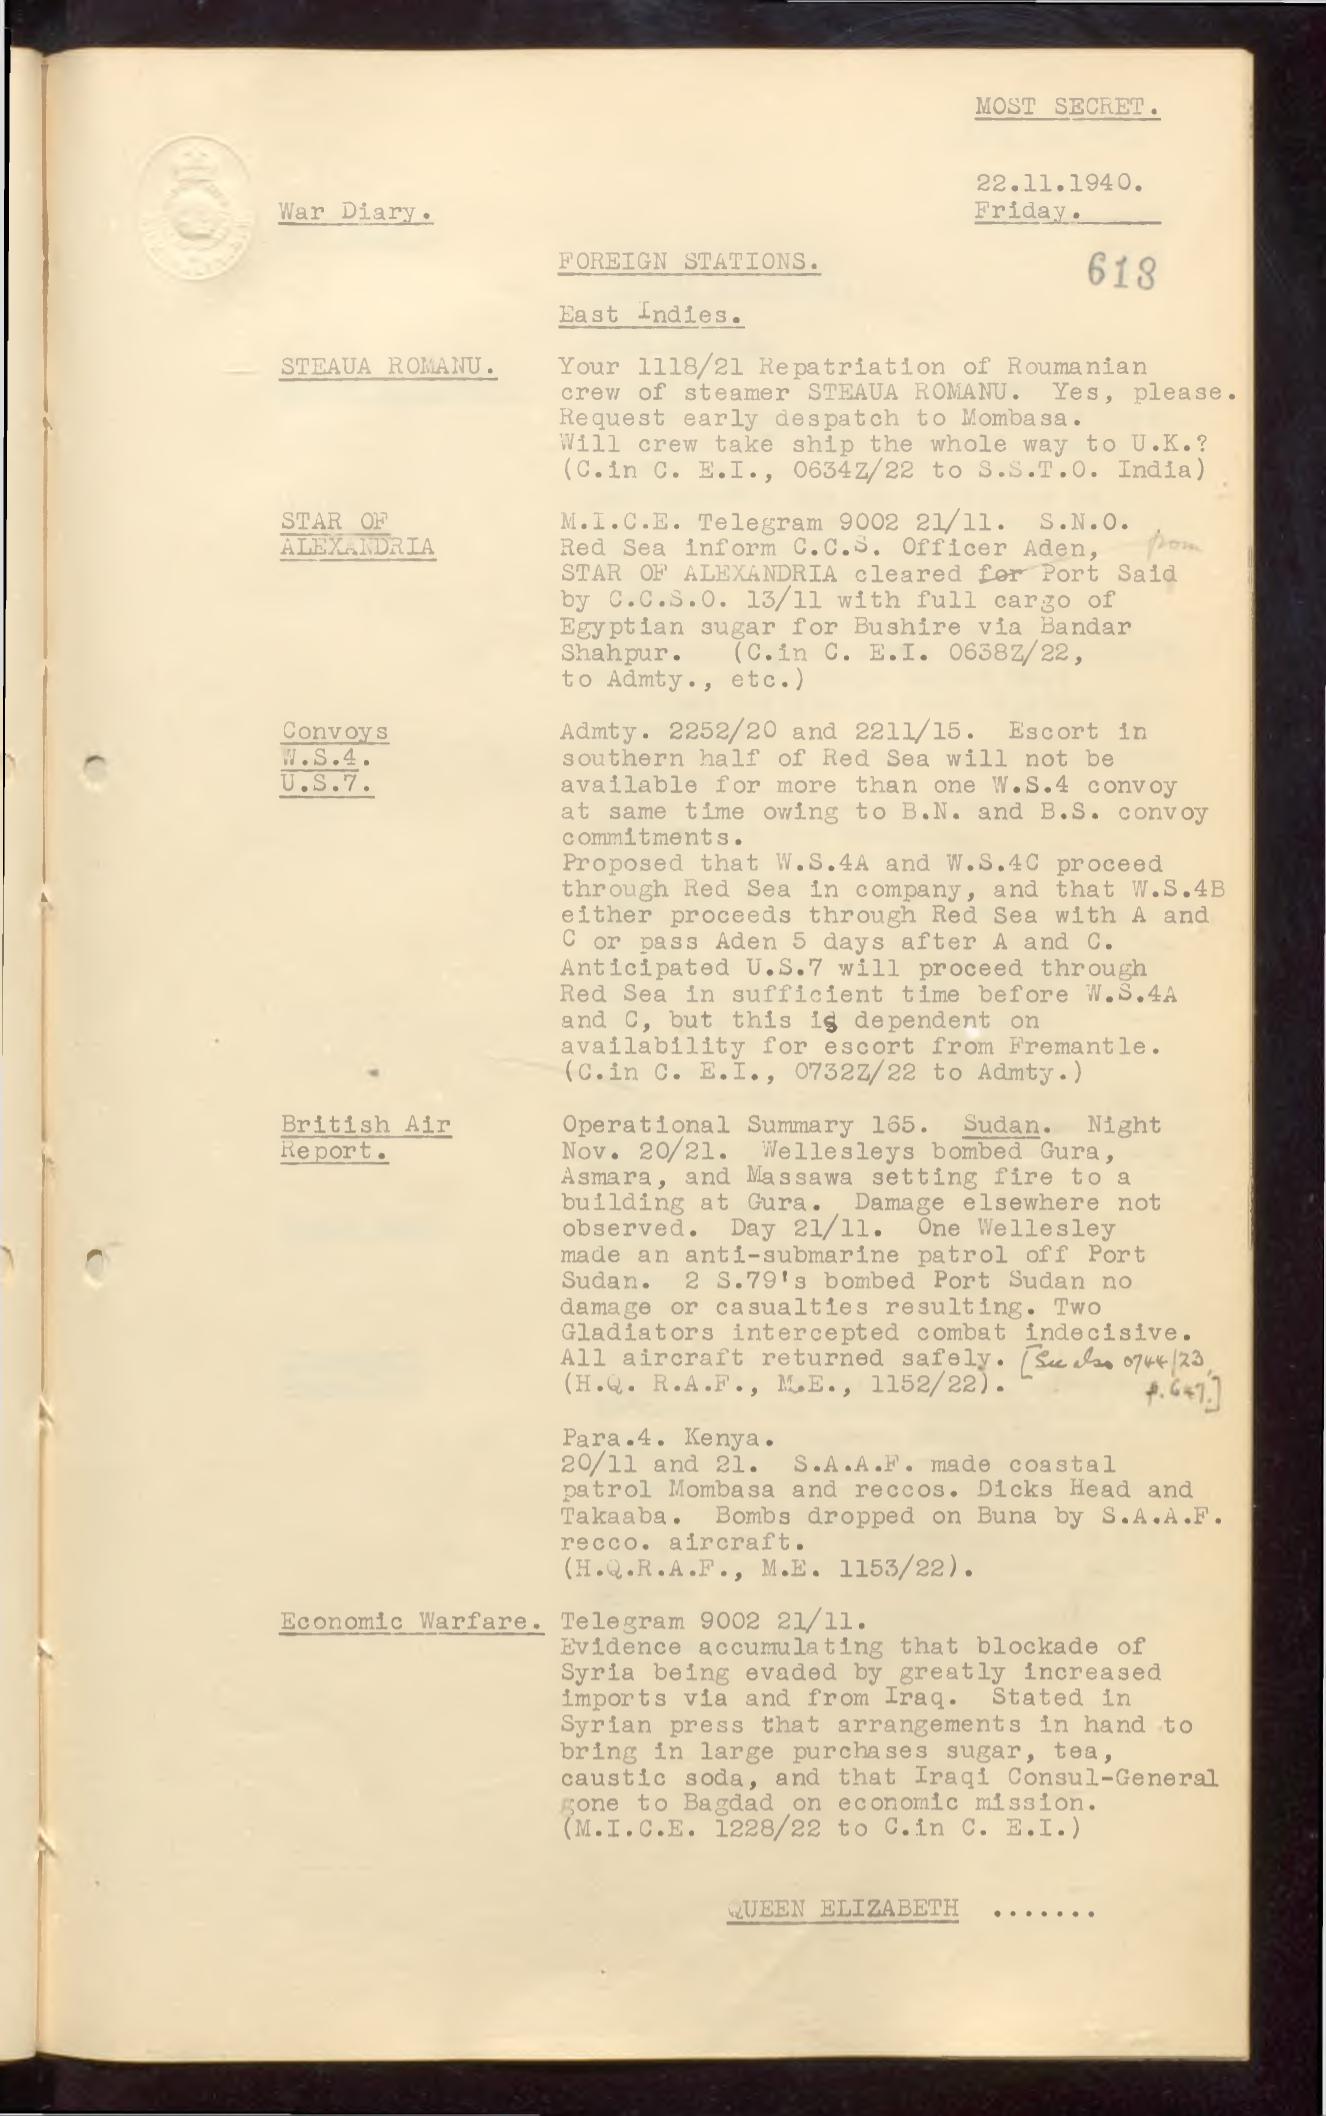 MOST SECRET.
22.11.1940.
War Diary.
Friday.
FOREIGN STATIONS.
618
East Indies.
STEAUA ROMANU.
Your 1118/21 Repatriation of Roumanian
crew of steamer STEAUA ROMANU. Yes, please.
Request early despatch to Mombasa.
Will crew take ship the whole way to U.K.?
(C.in C. E.I., 0634Z/22 to S.S.T.O. India)
STAR OF
ALEXANDRIA
M.I.C.E. Telegram 9002 21/11. S.N.O.
Red Sea inform C.C.S. Officer Aden,
from
STAR OF ALEXANDRIA cleared for Port Said
by C.C.S.O. 13/11 with full cargo of
Egyptian sugar for Bushire via Bandar
Shahpur. (C.in C. E.I. 0638Z/22,
to Admty., etc.)
Convoys
W.S.4.
U.S.7.
Admty. 2252/20 and 2211/15. Escort in
southern half of Red Sea will not be
available for more than one W.S.4 convoy
at same time owing to B.N. and B.S. convoy
commitments.
Proposed that W.S.4A and W.S.4C proceed
through Red Sea in company, and that W.S.4B
either proceeds through Red Sea with A and
C or pass Aden 5 days after A and C.
Anticipated U.S.7 will proceed through
Red Sea in sufficient time before W.S.4A
and C, but this is dependent on
availability for escort from Fremantle.
(C.in C. E.I., 0732Z/22 to Admty.)
British Air
Report.
Operational Summary 165. Sudan. Night
Nov. 20/21. Wellesleys bombed Gura,
Asmara, and Massawa setting fire to a
building at Gura. Damage elsewhere not
observed. Day 21/11. One Wellesley
made an anti-submarine patrol off Port
Sudan. 2 S.79's bombed Port Sudan no
damage or casualties resulting. Two
Gladiators intercepted combat indecisive.
All aircraft returned safely. [See also 0744/23,
(H.Q. R.A.F., M.E., 1152/22). p.647.]
Para.4. Kenya.
20/11 and 21. S.A.A.F. made coastal
patrol Mombasa and reccos. Dicks Head and
Takaaba. Bombs dropped on Buna by S.A.A.F.
recco. aircraft.
(H.Q.R.A.F., M.E. 1153/22).
Economic Warfare.
Telegram 9002 21/11.
Evidence accumulating that blockade of
Syria being evaded by greatly increased
imports via and from Iraq. Stated in
Syrian press that arrangements in hand to
bring in large purchases sugar, tea,
caustic soda, and that Iraqi Consul-General
gone to Bagdad on economic mission.
(M.I.C.E. 1228/22 to C.in C. E.I.)
QUEEN ELIZABETH .......